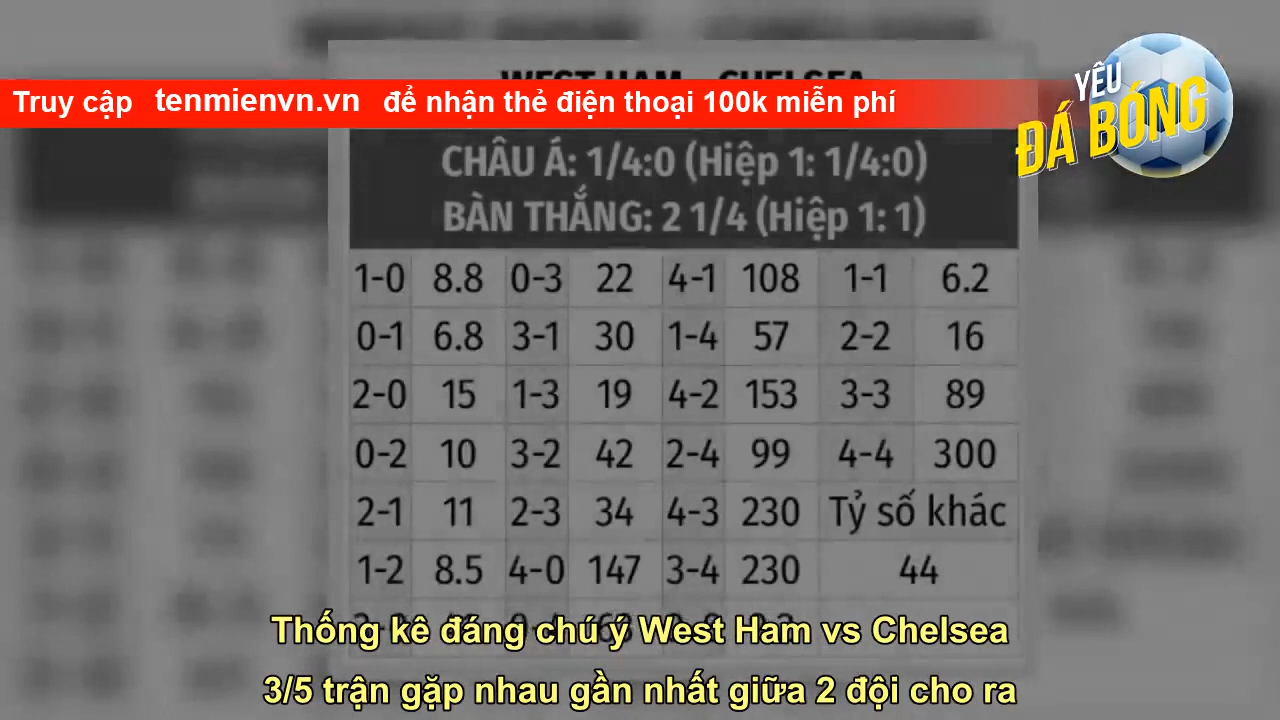 WEST HAM - CHELSEA
Truy cập tenmienvn.vn để nhận thẻ điện thoại 100k miễn phí
YÊU
ĐÁ BÓNG
CHÂU Á: 1/4:0 (Hiệp 1: 1/4:0)
BÀN THẮNG: 2 1/4 (Hiệp 1: 1)
1-0 8.8 0-3 22 4-1 108 1-1 6.2
0-1 6.8 3-1 30 1-4 57 2-2 16
2-0 15 1-3 19 4-2 153 3-3 89
0-2 10 3-2 42 2-4 99 4-4 300
2-1 11 2-3 34 4-3 230 Tỷ số khác
1-2 8.5 4-0 147 3-4 230 44
Thống kê đáng chú ý West Ham vs Chelsea
3/5 trận gặp nhau gần nhất giữa 2 đội cho ra